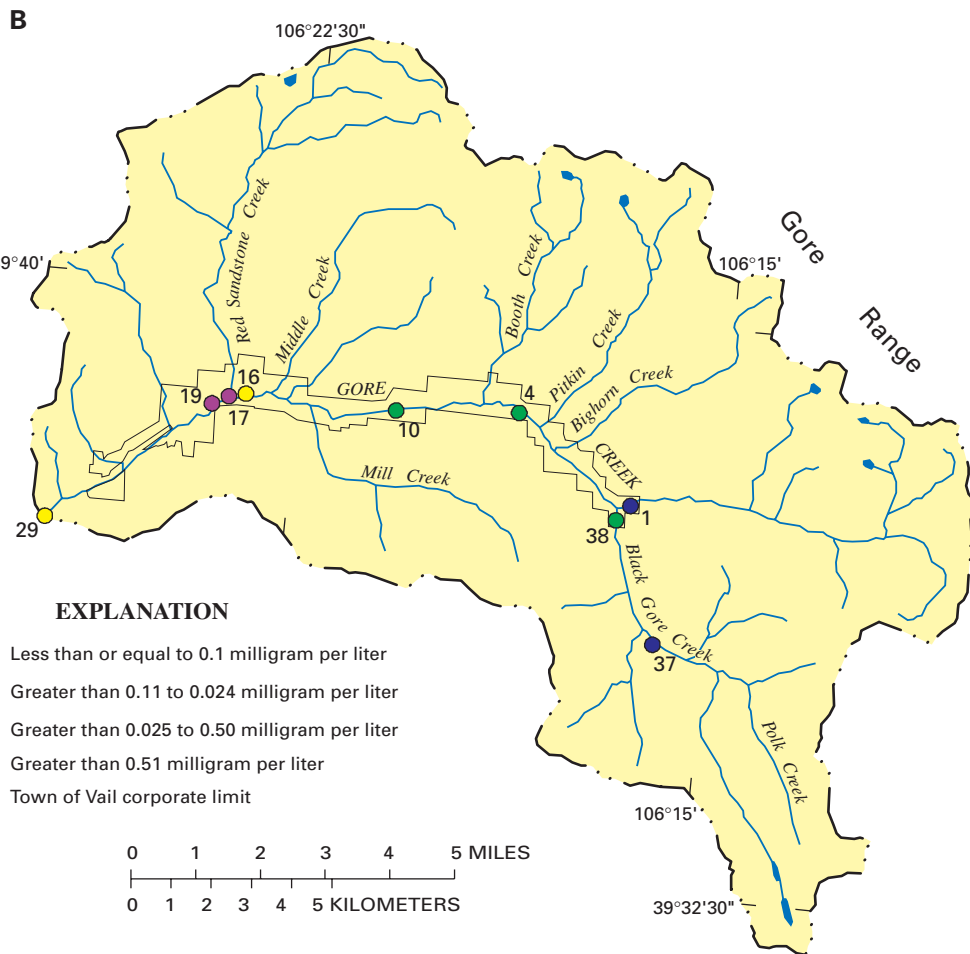 B
106°22'30"
Gore
Range
9°40'
106°15'
Red Sandstone Creek
Middle Creek
Booth Creek
Pitkin Creek
Bighorn Creek
GORE
CREEK
16
19
17
10
4
Mill Creek
29
1
38
Black Gore Creek
37
Polk Creek
EXPLANATION
Less than or equal to 0.1 milligram per liter
Greater than 0.11 to 0.024 milligram per liter
Greater than 0.025 to 0.50 milligram per liter
Greater than 0.51 milligram per liter
Town of Vail corporate limit
106°15'
39°32'30"
0 1 2 3 4 5 MILES
0 1 2 3 4 5 KILOMETERS